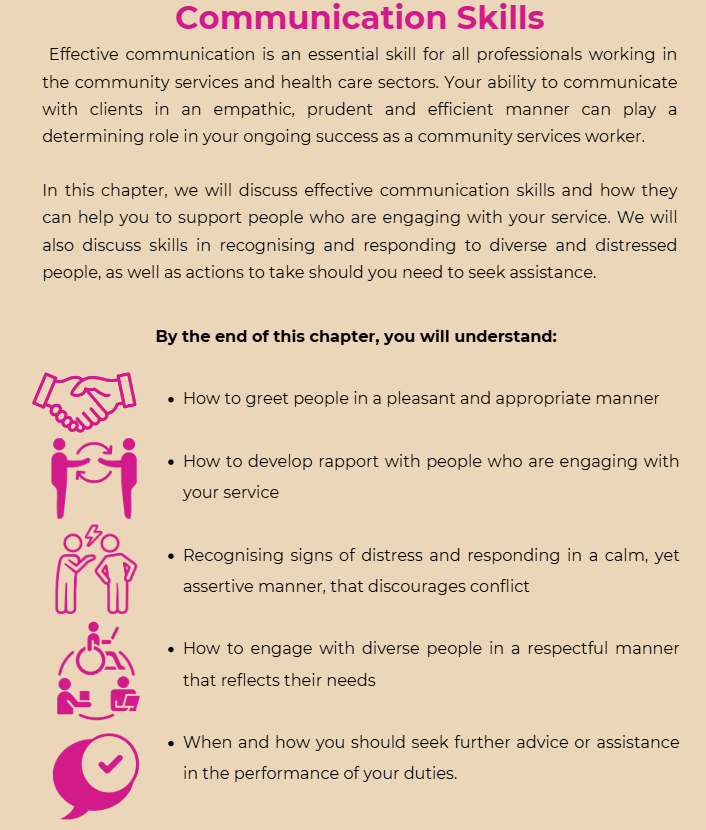 Communication Skills
Effective communication is an essential skill for all professionals working in
the community services and health care sectors. Your ability to communicate
with clients in an empathic, prudent and efficient manner can play a
determining role in your ongoing success as a community services worker.
In this chapter, we will discuss effective communication skills and how they
can help you to support people who are engaging with your service. We will
also discuss skills in recognising and responding to diverse and distressed
people, as well as actions to take should you need to seek assistance.
By the end of this chapter, you will understand:
• How to greet people in a pleasant and appropriate manner
• How to develop rapport with people who are engaging with
your service
• Recognising signs of distress and responding in a calm, yet
assertive manner, that discourages conflict
• How to engage with diverse people in a respectful manner
that reflects their needs
• When and how you should seek further advice or assistance
in the performance of your duties.